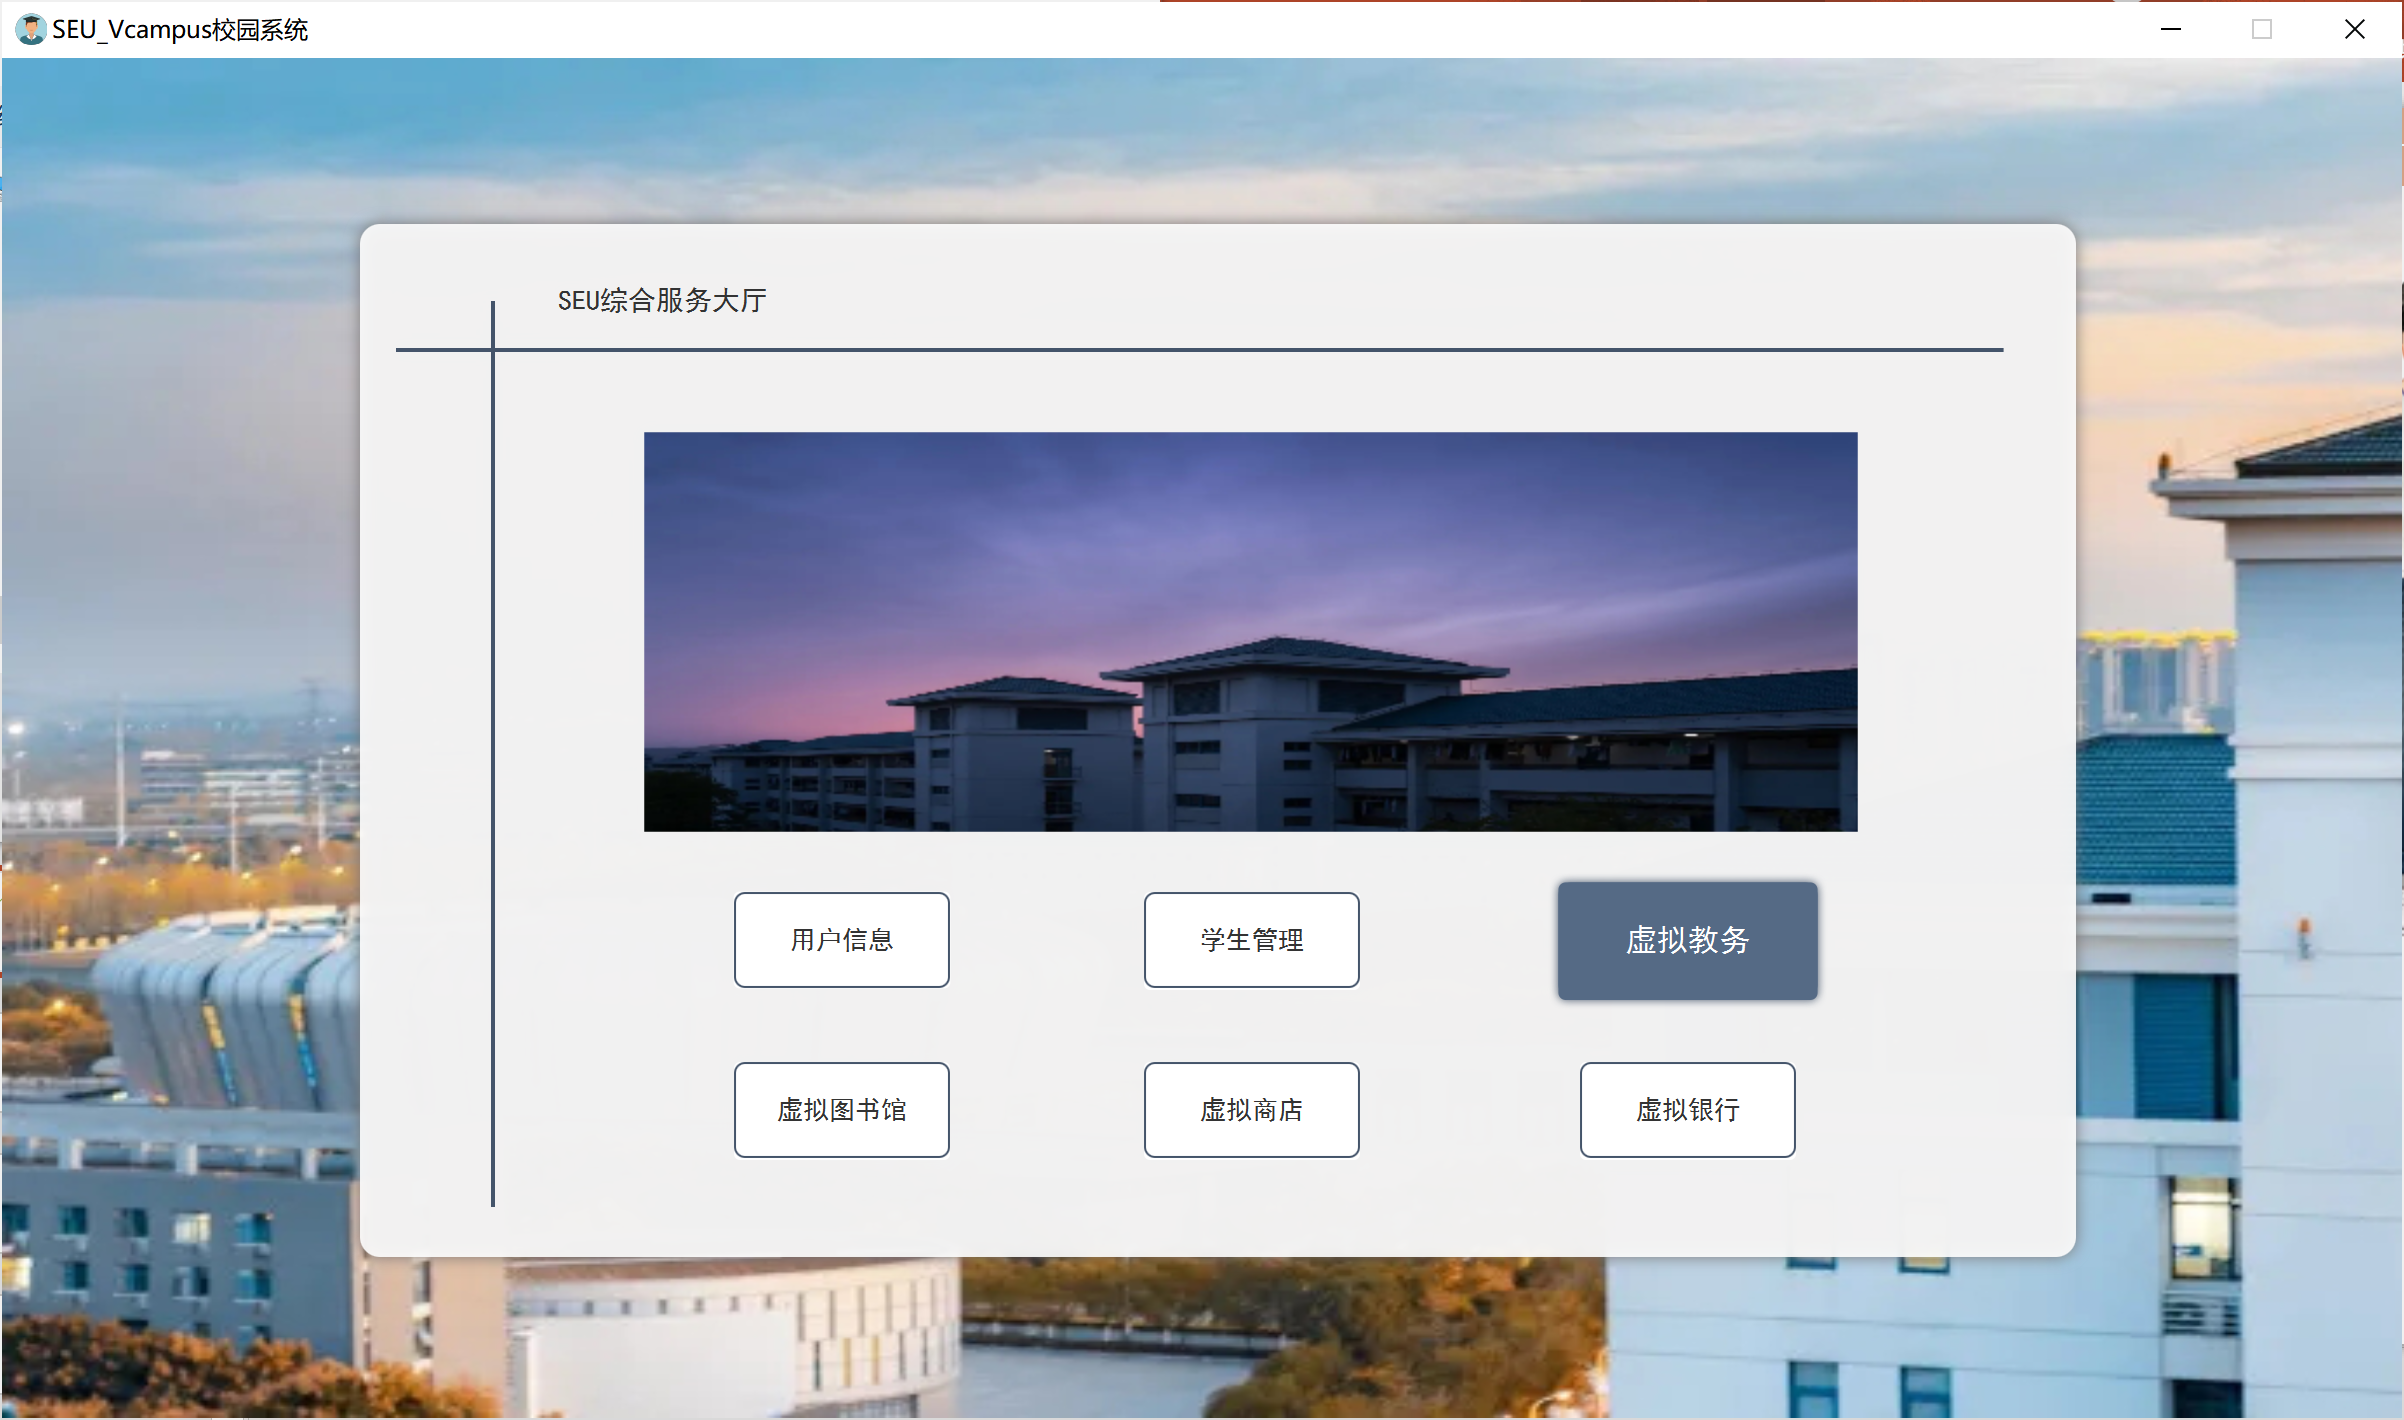 SEU_Vcampus校园系统
SEU综合服务大厅
用户信息
学生管理
虚拟教务
虚拟图书馆
虚拟商店
虚拟银行